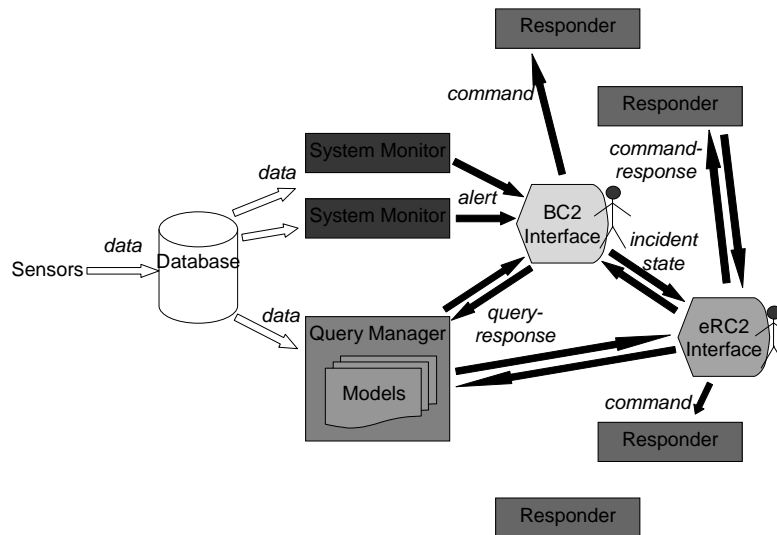 Responder
command
Responder
command-
response
System Monitor
data
System Monitor
alert
BC2
Interface
incident
state
data
Sensors
Database
data
Query Manager
query-
response
eRC2
Interface
Models
command
Responder
Responder